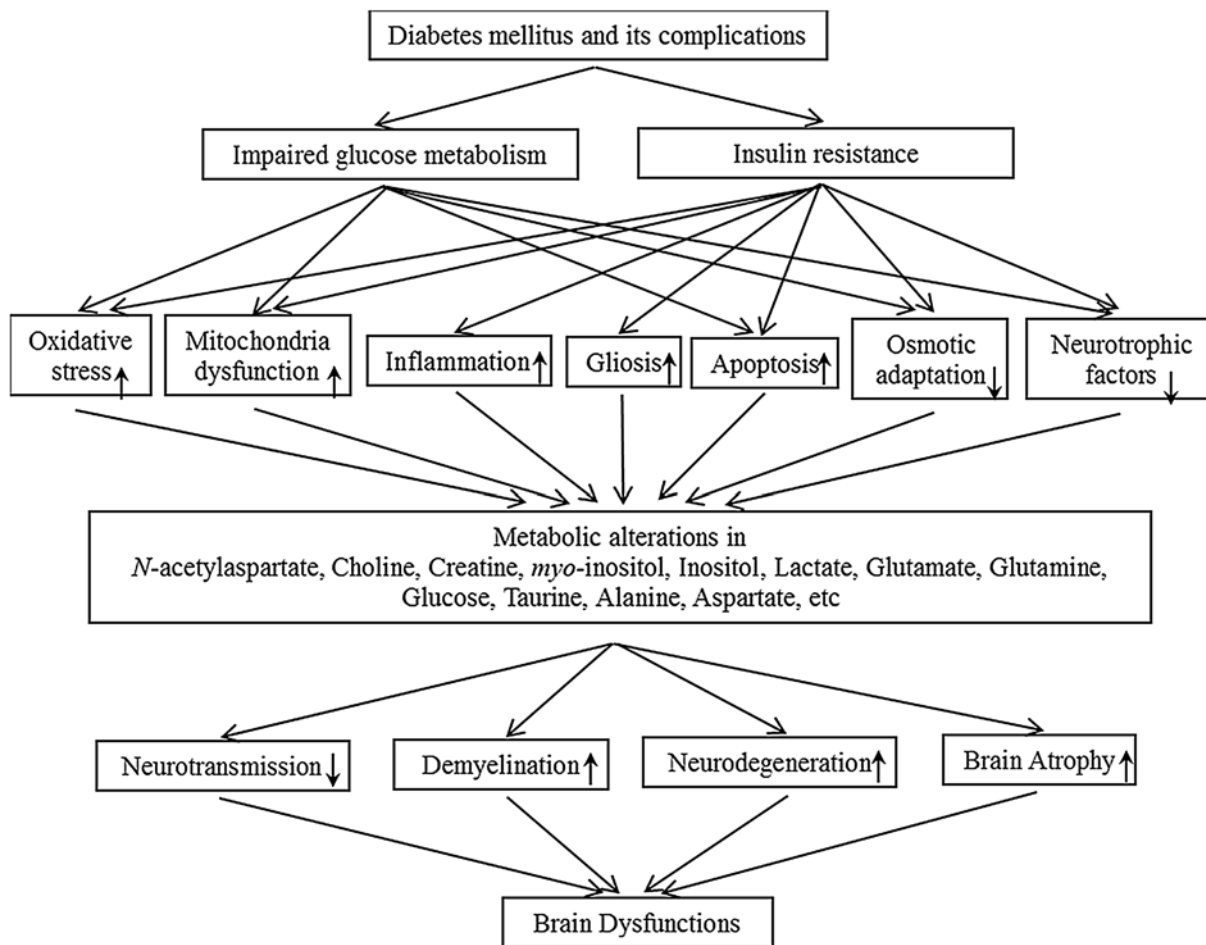 Diabetes mellitus and its complications
Impaired glucose metabolism
Insulin resistance
Oxidative
stress
Mitochondria
dysfunction
Inflammation
Gliosis
Apoptosis
Osmotic
adaptation
Neurotrophic
factors
Metabolic alterations in
N-acetylaspartate, Choline, Creatine, myo-inositol, Inositol, Lactate, Glutamate, Glutamine,
Glucose, Taurine, Alanine, Aspartate, etc
Neurotransmission
Demyelination
Neurodegeneration
Brain Atrophy
Brain Dysfunctions